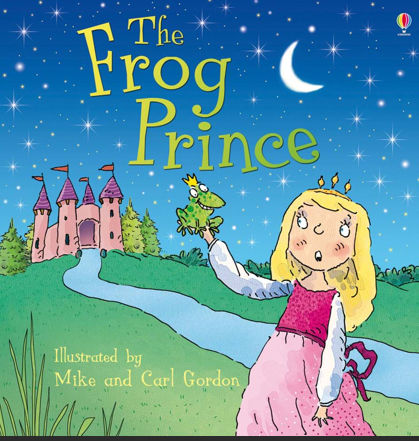 The
Frog
Prince
Illustrated by
Mike and Carl Gordon